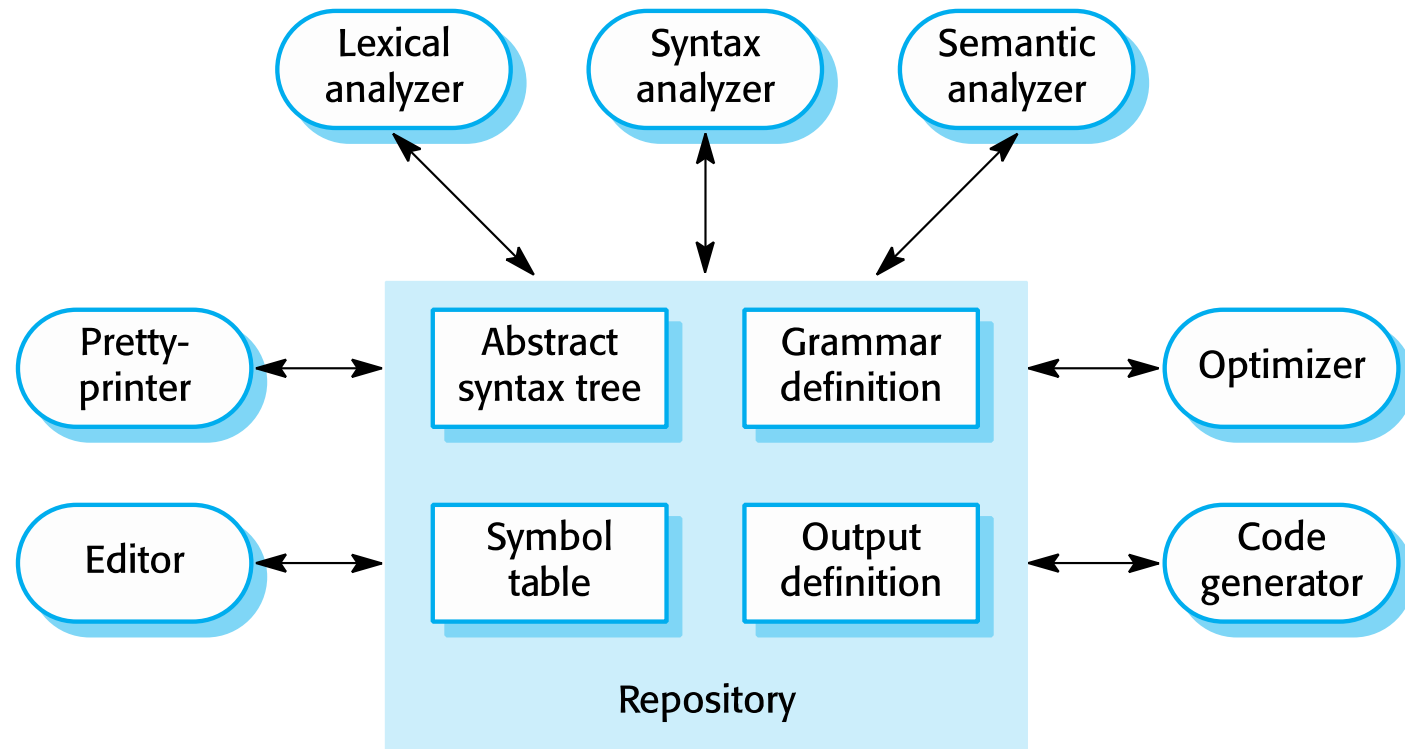 Lexical
analyzer
Syntax
analyzer
Semantic
analyzer
Pretty-
printer
Abstract
syntax tree
Grammar
definition
Optimizer
Editor
Symbol
table
Output
definition
Code
generator
Repository